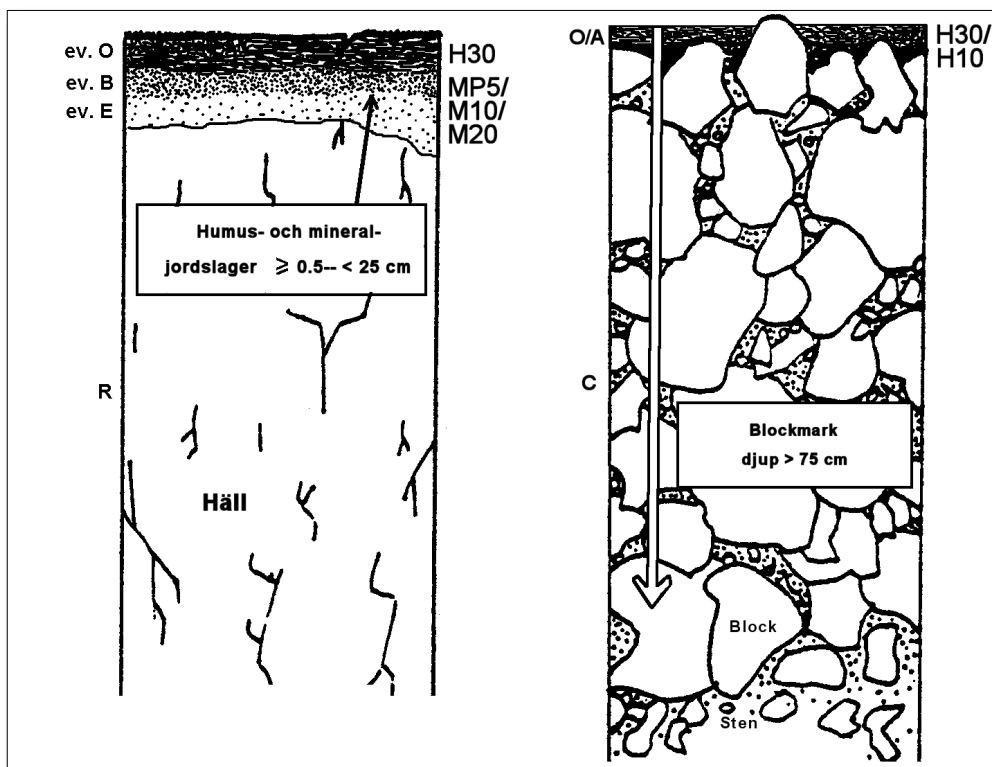 ev. O
H30
ev. B
MP5/
ev. E
M10/
M20
Humus- och mineral-
jordslager ⩾ 0.5-- < 25 cm
R
Häll
O/A
H30/
H10
C
Blockmark
djup > 75 cm
Block
Sten